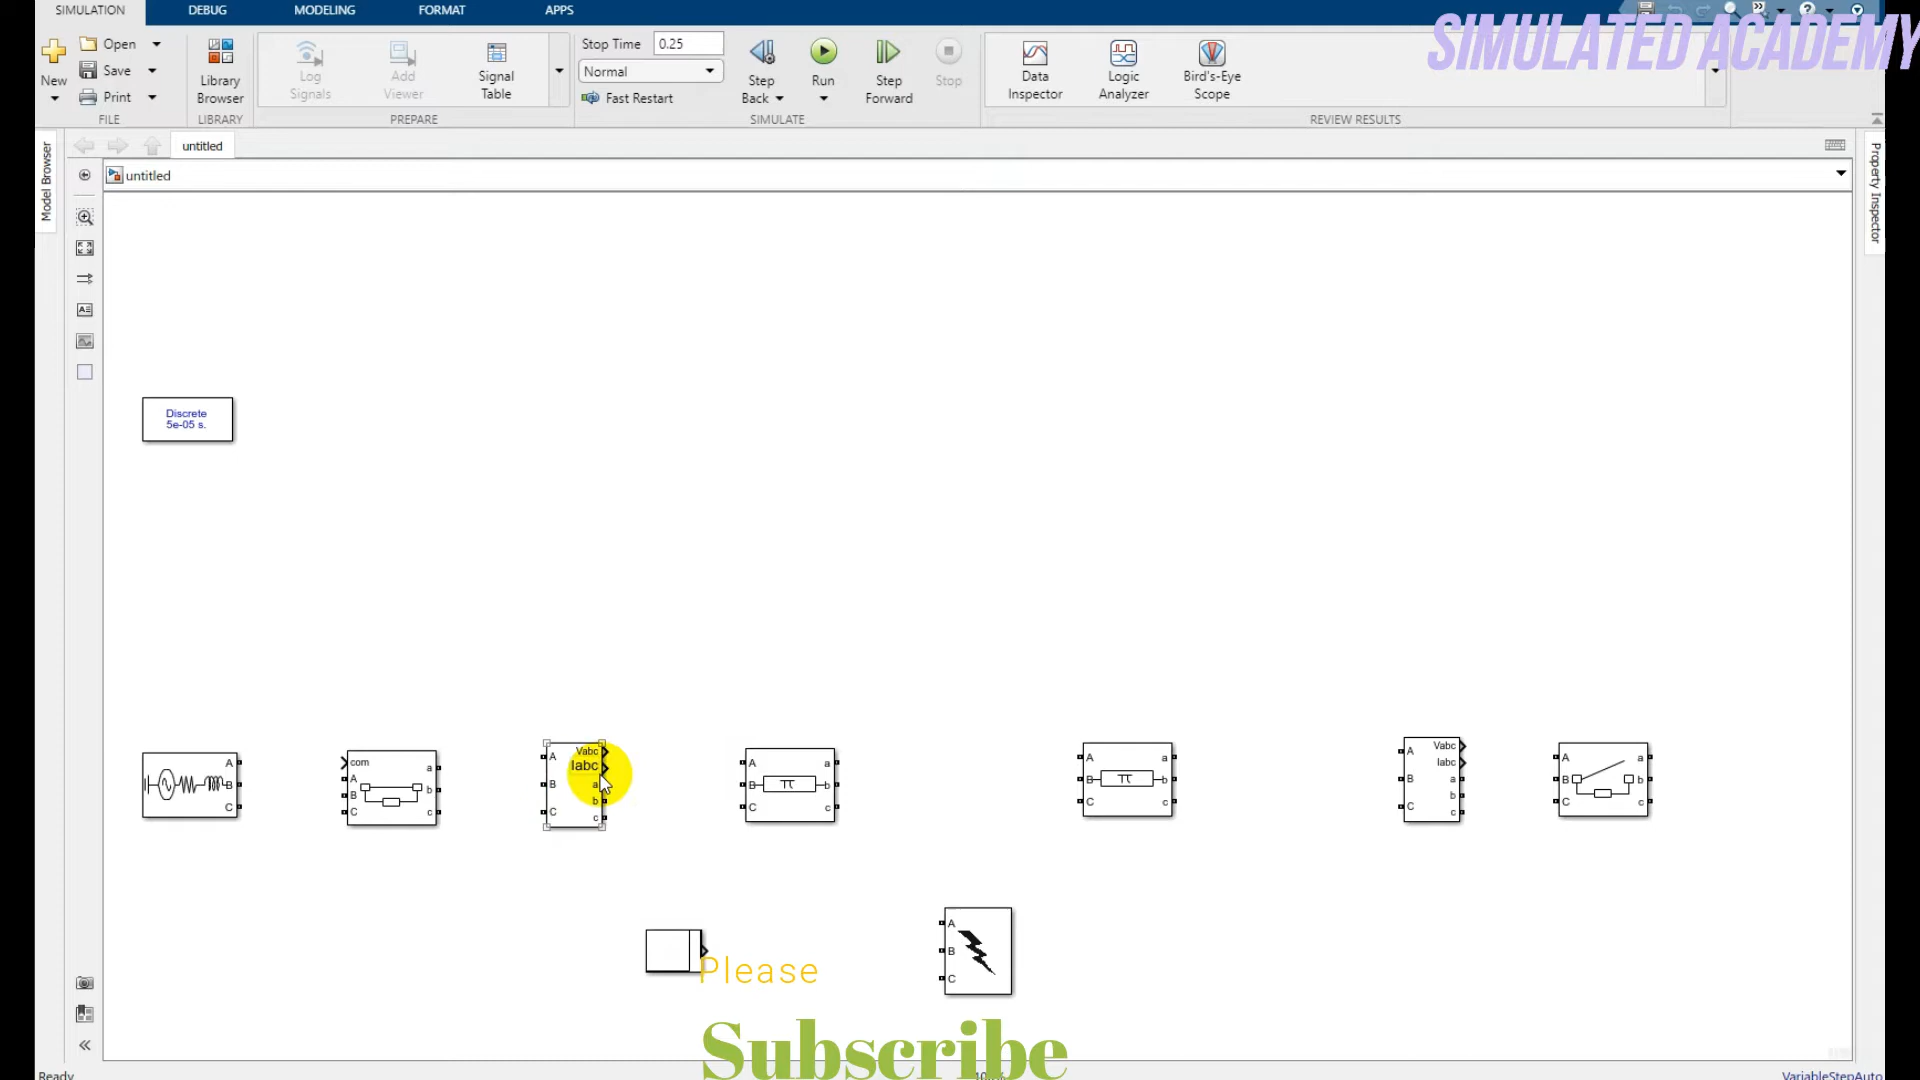 SIMULATION DEBUG MODELING FORMAT APPS
SIMULATED ACADEMY
New Open Save Print FILE
Library Browser LIBRARY
Log Signals Add Viewer Signal Table PREPARE
Stop Time 0.25
Normal
Fast Restart
Step Back Run Step Forward Stop SIMULATE
Data Inspector Logic Analyzer Bird's-Eye Scope REVIEW RESULTS
untitled
untitled
Model Browser
Property Inspector
Discrete
5e-05 s.
A
B
C
com
A
B
C
a
b
c
Vabc
Iabc
A
B
C
a
b
c
A
B
C
π
a
b
c
A
B
C
π
a
b
c
Vabc
Iabc
A
B
C
a
b
c
A
B
C
a
b
c
A
B
C
Please
Subscribe
Ready
VariableStepAuto